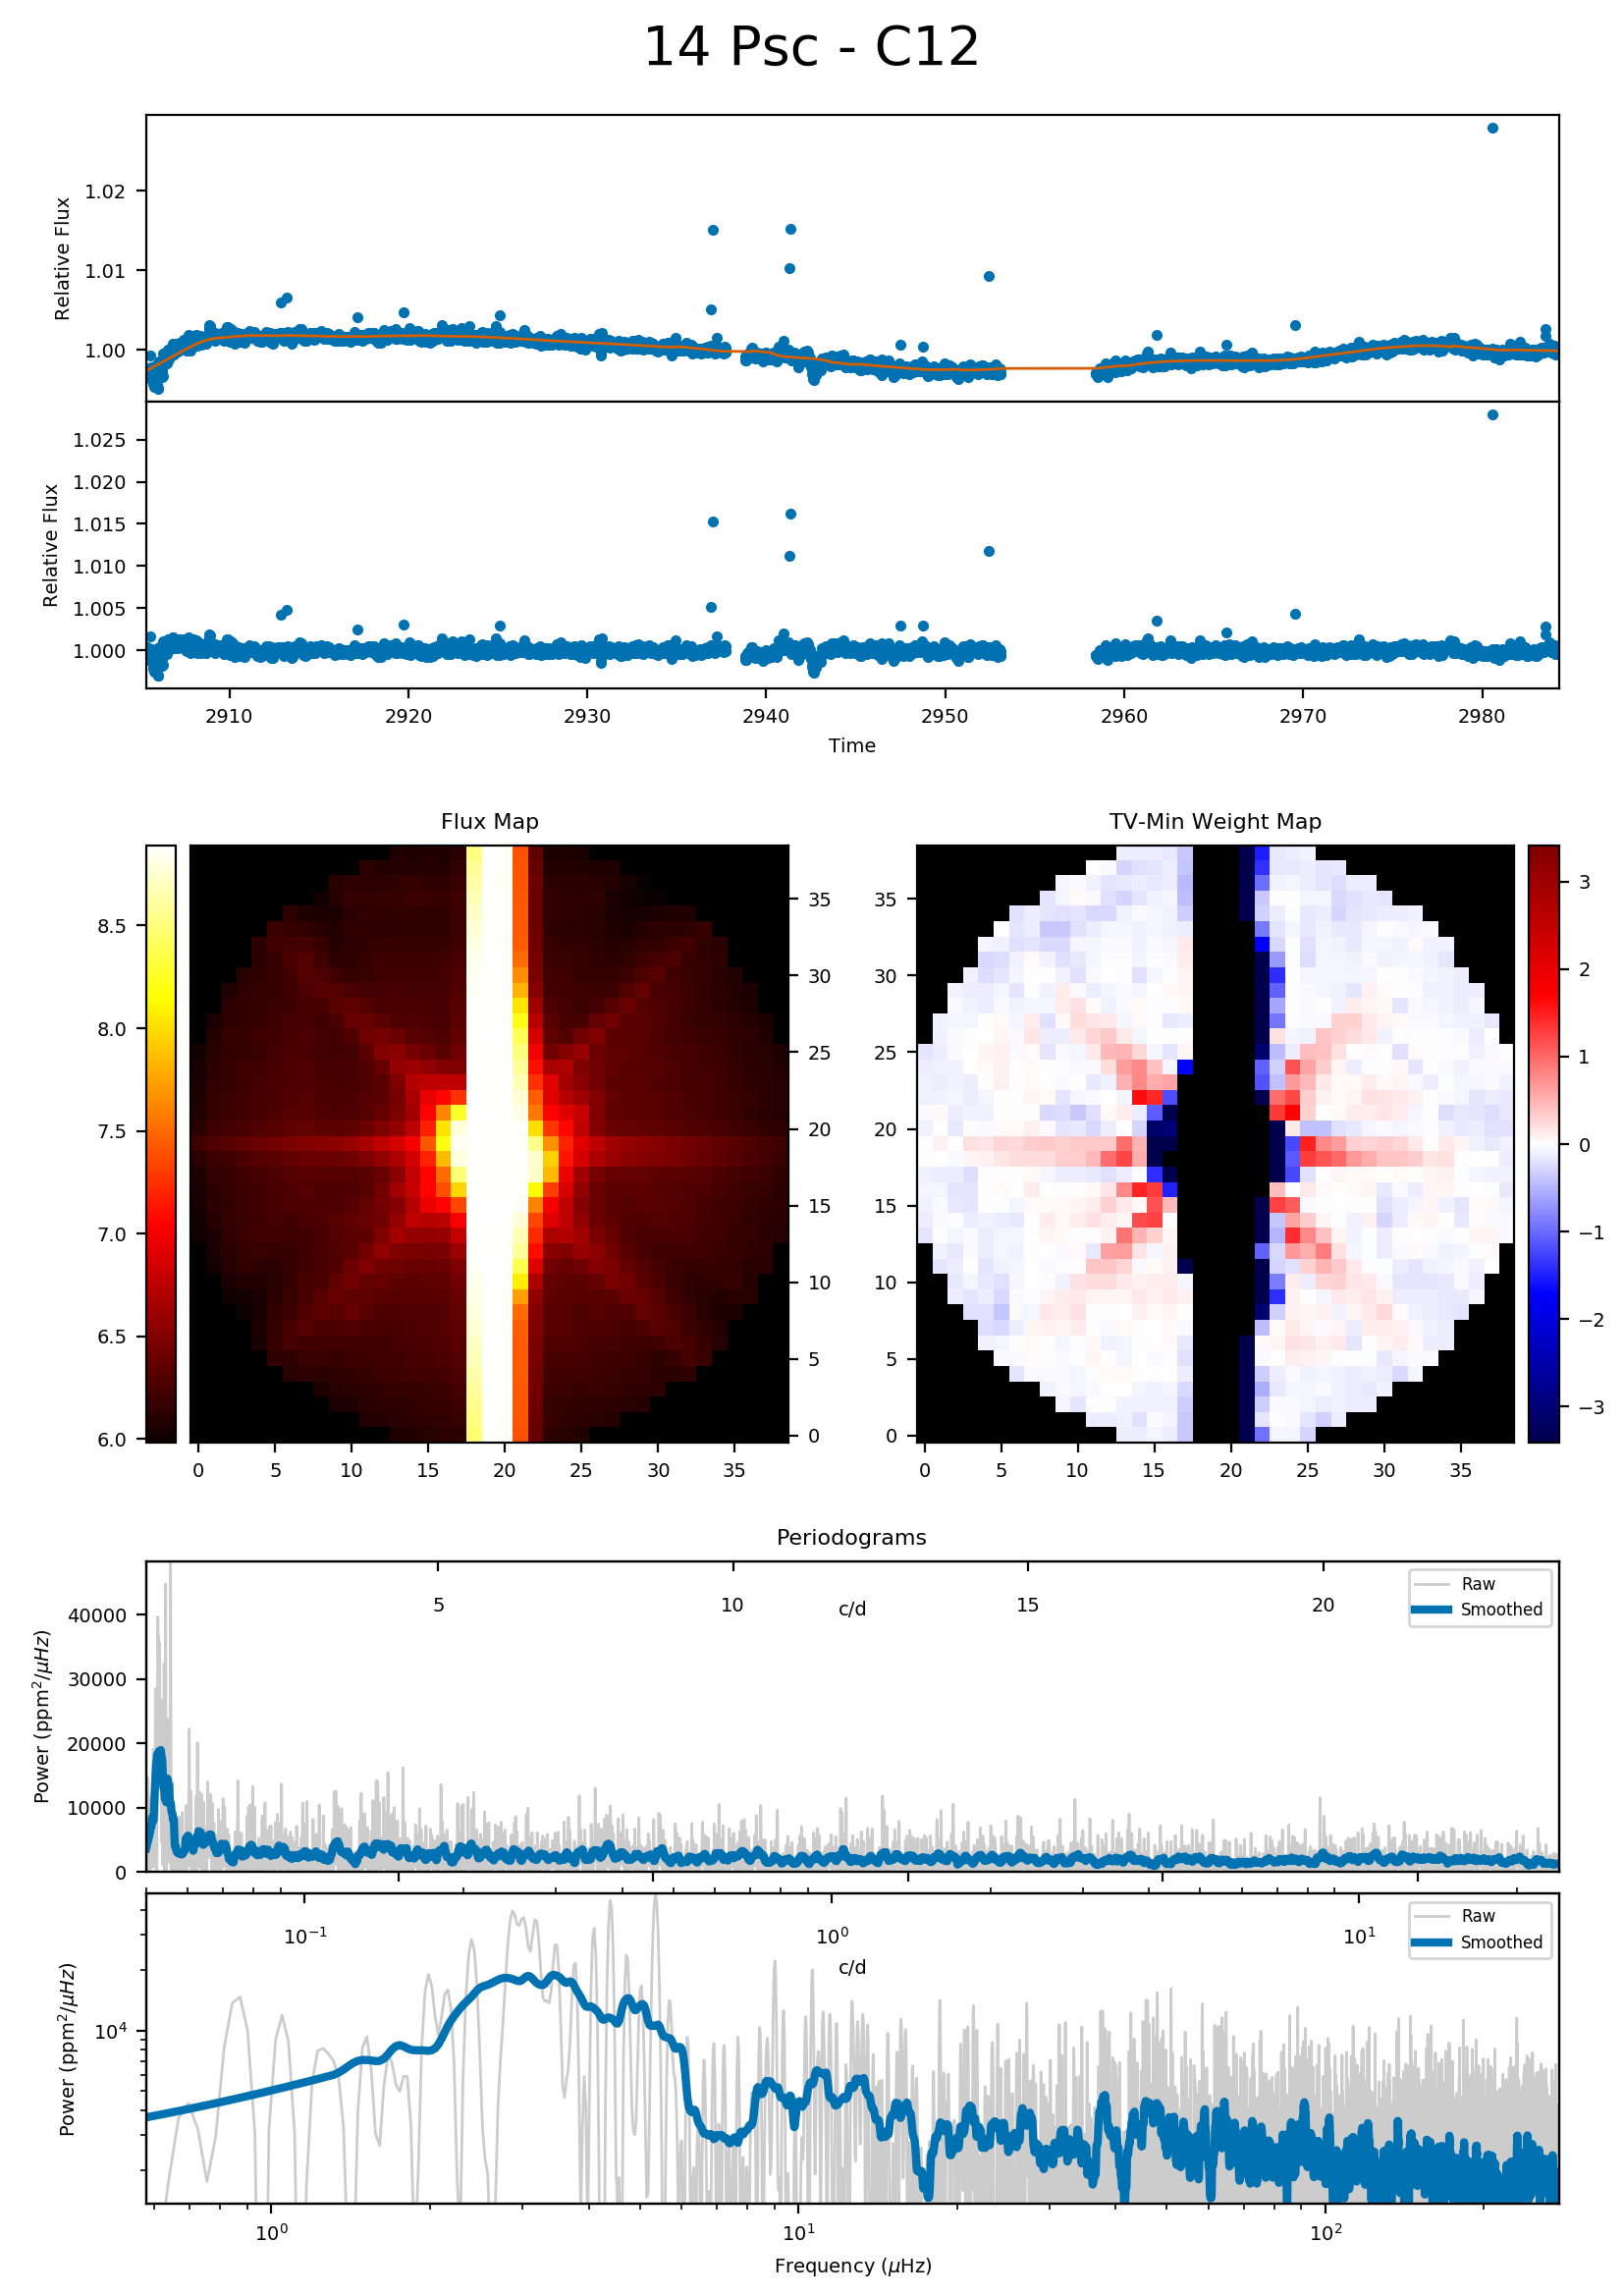 14 Psc - C12
Relative Flux
1.02
1.01
1.00
Relative Flux
1.025
1.020
1.015
1.010
1.005
1.000
2910 2920 2930 2940 2950 2960 2970 2980
Time
Flux Map
8.5
8.0
7.5
7.0
6.5
6.0
35
30
25
20
15
10
5
0
0 5 10 15 20 25 30 35
TV-Min Weight Map
35
30
25
20
15
10
5
0
0 5 10 15 20 25 30 35
3
2
1
0
−1
−2
−3
Periodograms
Power (ppm²/μHz)
40000
30000
20000
10000
0
5 10 15 20
c/d
Raw
Smoothed
Power (ppm²/μHz)
10⁴
10⁻¹ 10⁰ 10¹
c/d
Raw
Smoothed
10⁰ 10¹ 10²
Frequency (μHz)